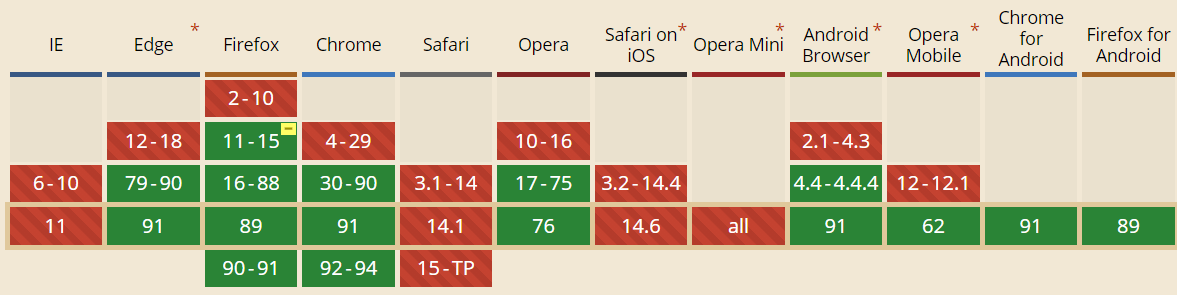 IE Edge * Firefox Chrome Safari Opera Safari on iOS * Opera Mini * Android Browser * Opera Mobile * Chrome for Android Firefox for Android
2-10
12-18 11-15 4-29 10-16 2.1-4.3
6-10 79-90 16-88 30-90 3.1-14 17-75 3.2-14.4 4.4-4.4.4 12-12.1
11 91 89 91 14.1 76 14.6 all 91 62 91 89
90-91 92-94 15-TP